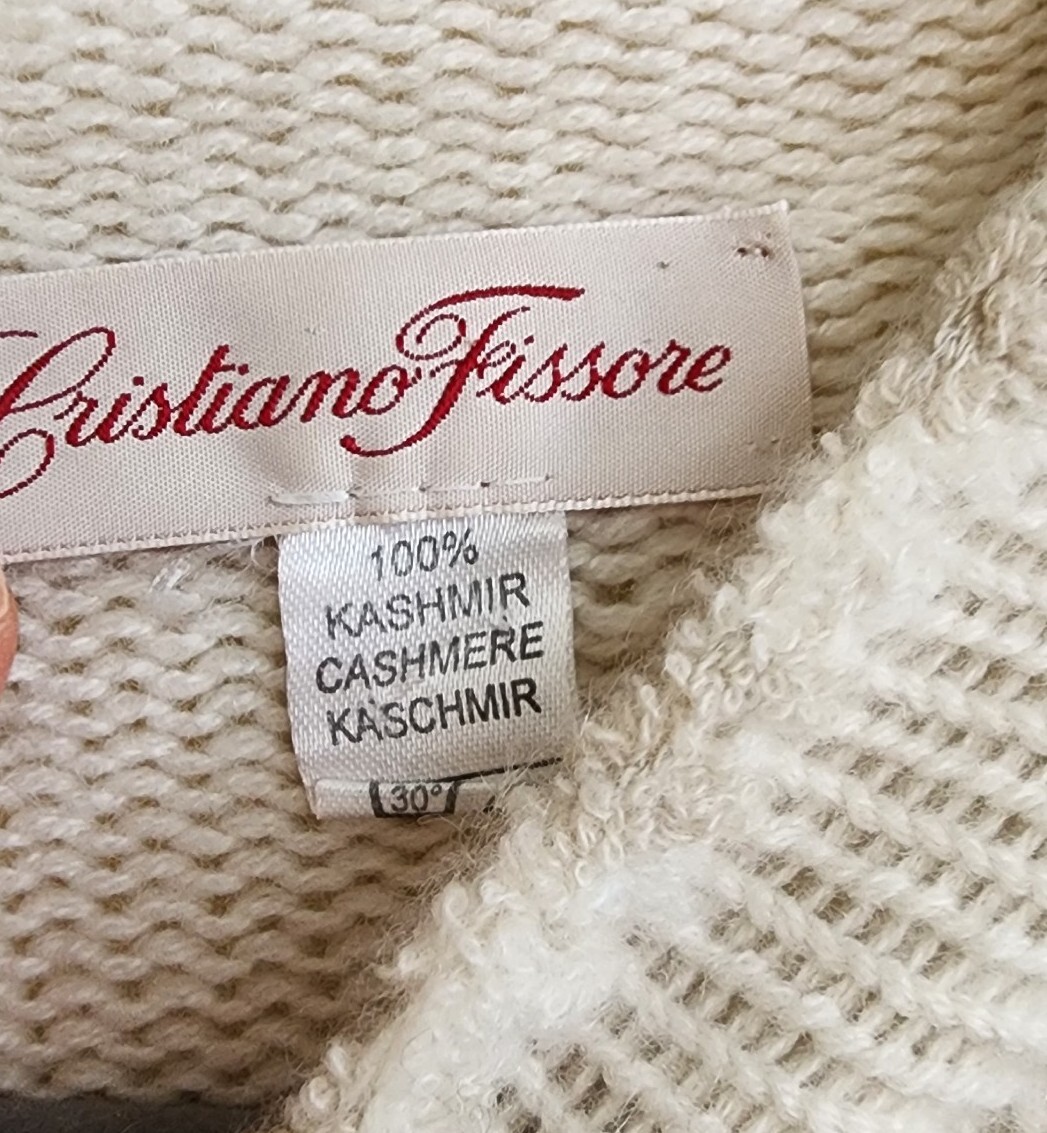 Cristiano Fissore
100%
KASHMIR
CASHMERE
KASCHMIR
30°